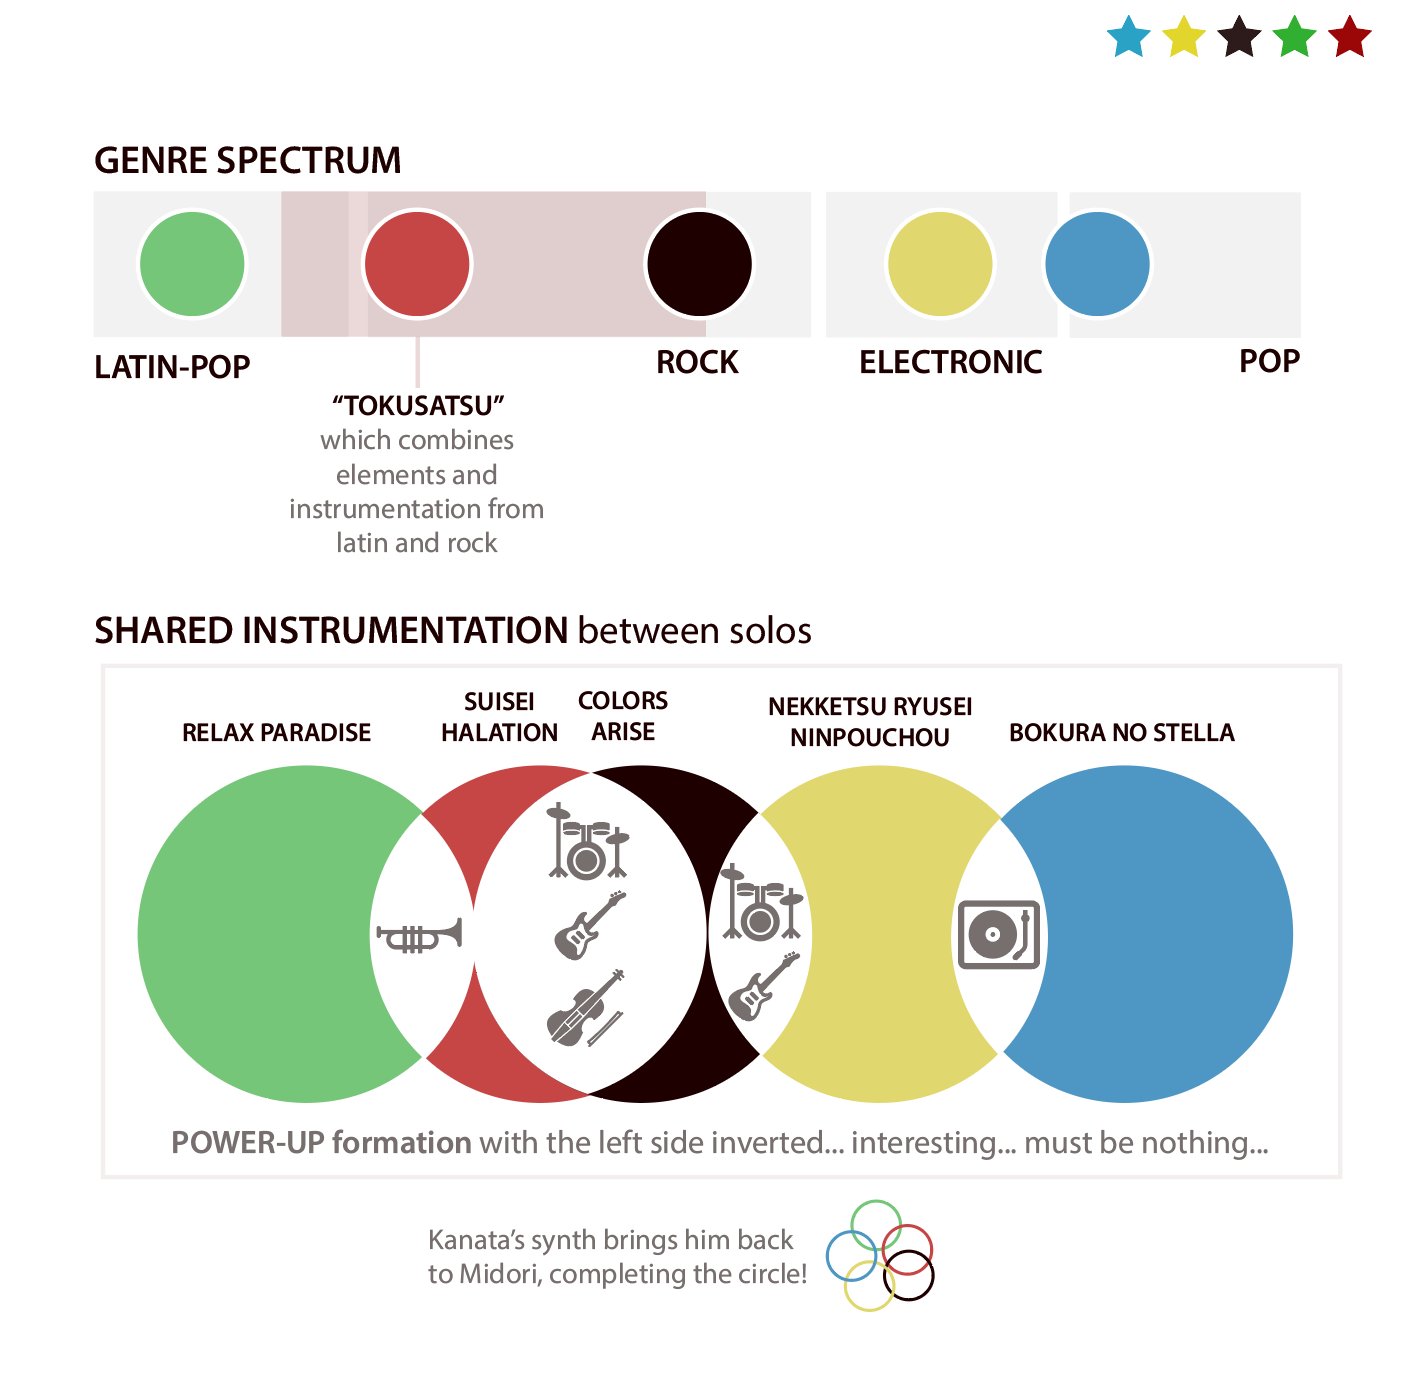 GENRE SPECTRUM
LATIN-POP
ROCK
ELECTRONIC
POP
“TOKUSATSU”
which combines
elements and
instrumentation from
latin and rock
SHARED INSTRUMENTATION between solos
RELAX PARADISE
SUISEI
HALATION
COLORS
ARISE
NEKKETSU RYUSEI
NINPOUCHOU
BOKURA NO STELLA
POWER-UP formation with the left side inverted... interesting... must be nothing...
Kanata’s synth brings him back
to Midori, completing the circle!